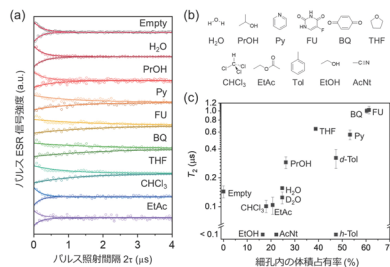 (a)
パルス ESR 信号強度 (a.u.)
Empty
H₂O
PrOH
Py
FU
BQ
THF
CHCl₃
EtAc
0 1 2 3 4
パルス照射間隔 2τ (μs)
(b)
H₂O PrOH Py FU BQ THF
CHCl₃ EtAc Tol EtOH AcNt
(c)
T₂ (μs)
1.2
1.0
0.8
0.6
0.4
0.2
0.1
< 0.1
BQ FU
THF Py
PrOH d-Tol
Empty H₂O
D₂O
CHCl₃ EtAc
EtOH AcNt h-Tol
0 10 20 30 40 50 60 70
細孔内の体積占有率 (%)